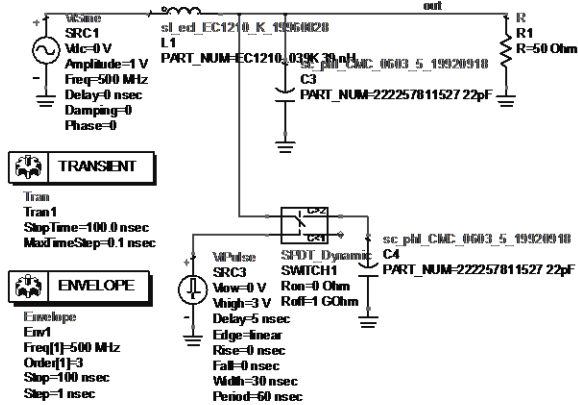 VtSine
SRC1
Vdc=0 V
Amplitude=1 V
Freq=500 MHz
Delay=0 nsec
Damping=0
Phase=0
sl_ecl_EC1210_K_19960828
L1
PART_NUM=EC1210_039K 39 nH
out
R
R1
R=50 Ohm
sc_phl_CMC_0603_5_19920918
C3
PART_NUM=222257811527 22pF
TRANSIENT
Tran
Tran1
StopTime=100.0 nsec
MaxTimeStep=0.1 nsec
ENVELOPE
Envelope
Env1
Freq[1]=500 MHz
Order[1]=3
Stop=100 nsec
Step=1 nsec
VtPulse
SRC3
Vlow=0 V
Vhigh=3 V
Delay=5 nsec
Edge=linear
Rise=0 nsec
Fall=0 nsec
Width=30 nsec
Period=60 nsec
C>2
C<1
SPDT_Dynamic
SWITCH1
Ron=0 Ohm
Roff=1 GOhm
sc_phl_CMC_0603_5_19920918
C4
PART_NUM=222257811527 22pF